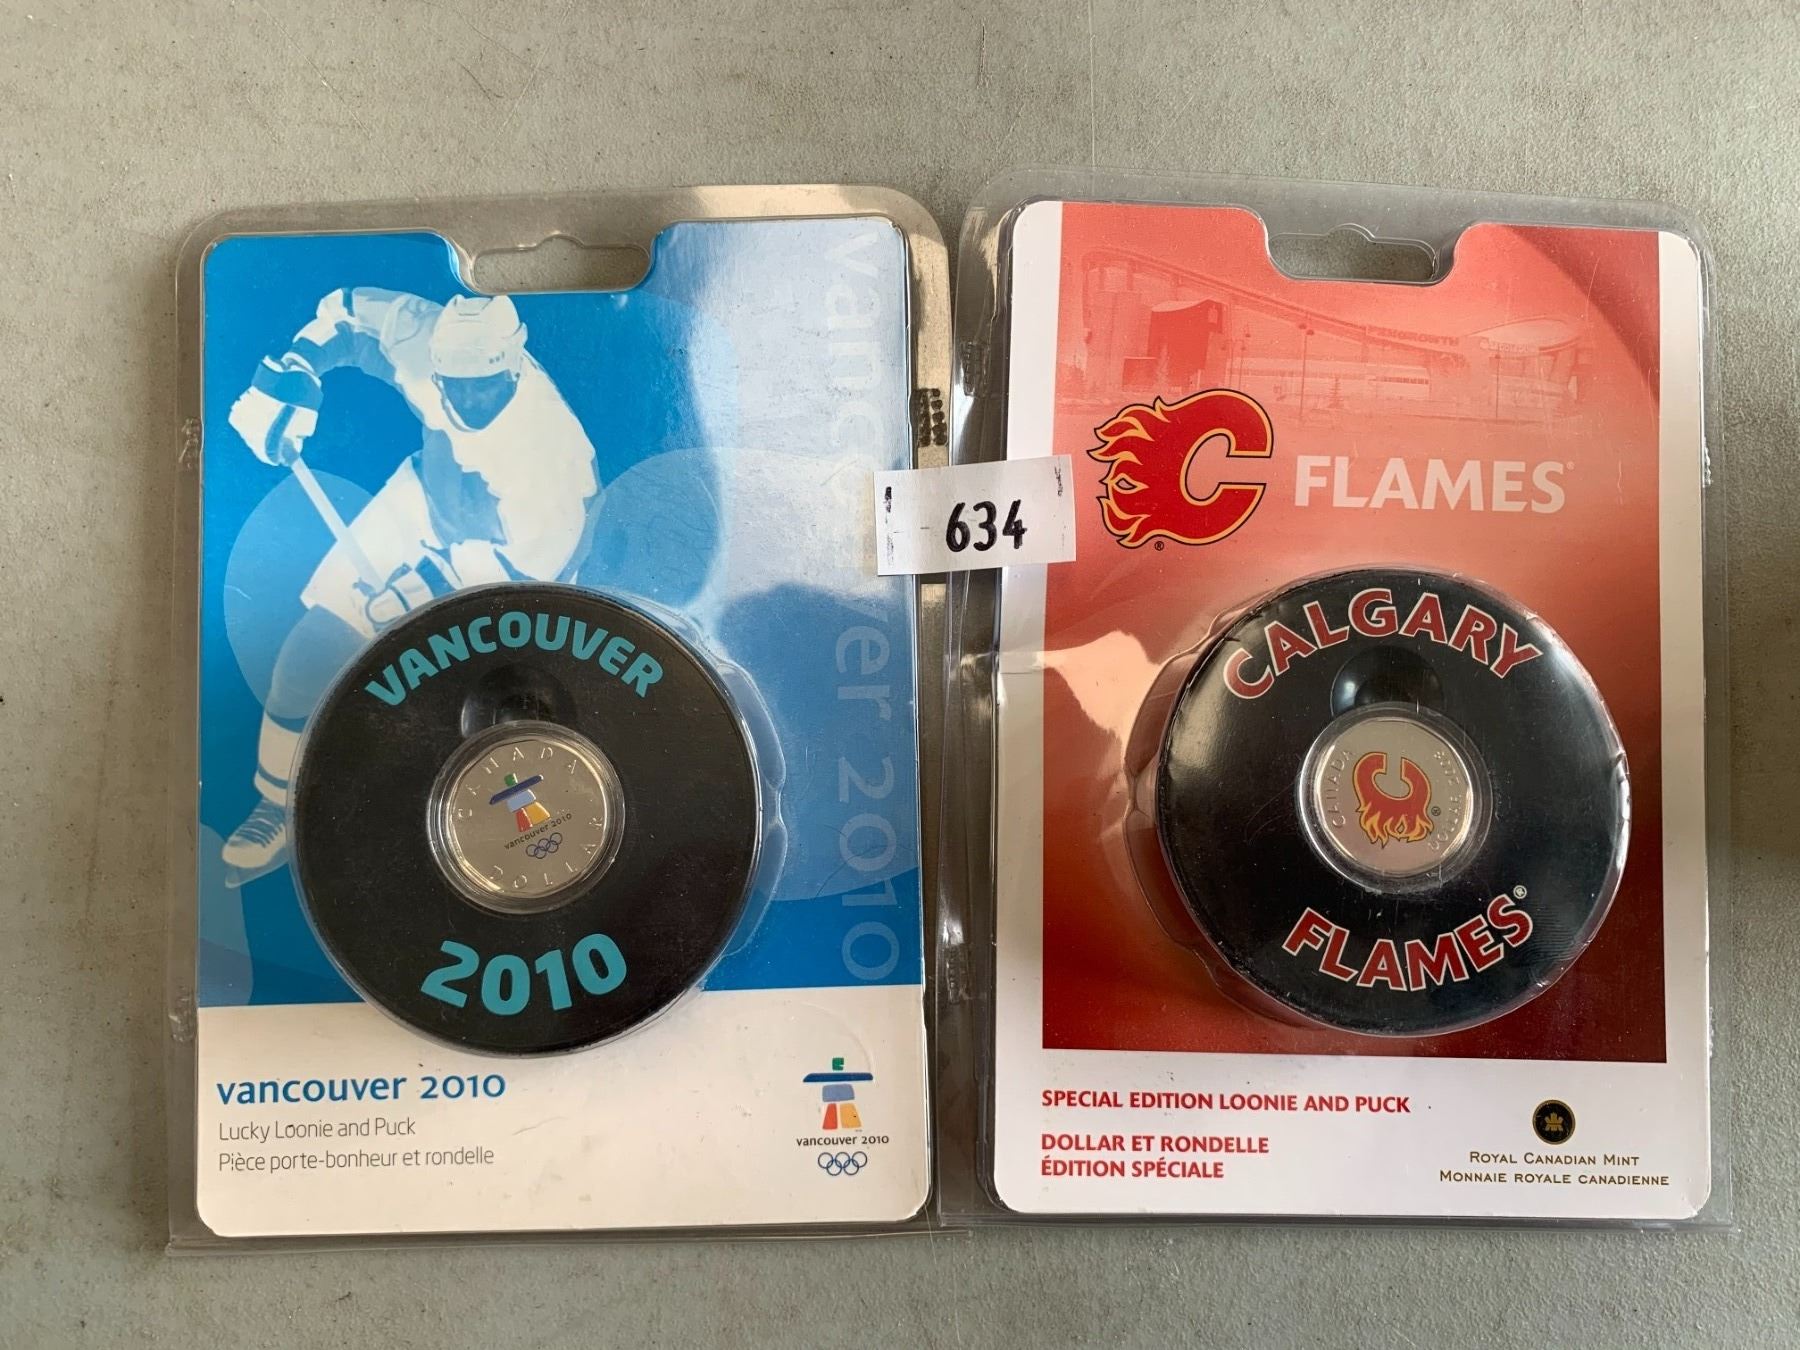 vancouver 2010
VANCOUVER
CANADA
vancouver 2010
DOLLAR
2010
vancouver 2010
Lucky Loonie and Puck
Pièce porte-bonheur et rondelle
vancouver 2010
634
PENGROWTH
C FLAMES®
CALGARY
CANADA
DOLLAR
C
FLAMES®
SPECIAL EDITION LOONIE AND PUCK
DOLLAR ET RONDELLE
ÉDITION SPÉCIALE
ROYAL CANADIAN MINT
MONNAIE ROYALE CANADIENNE